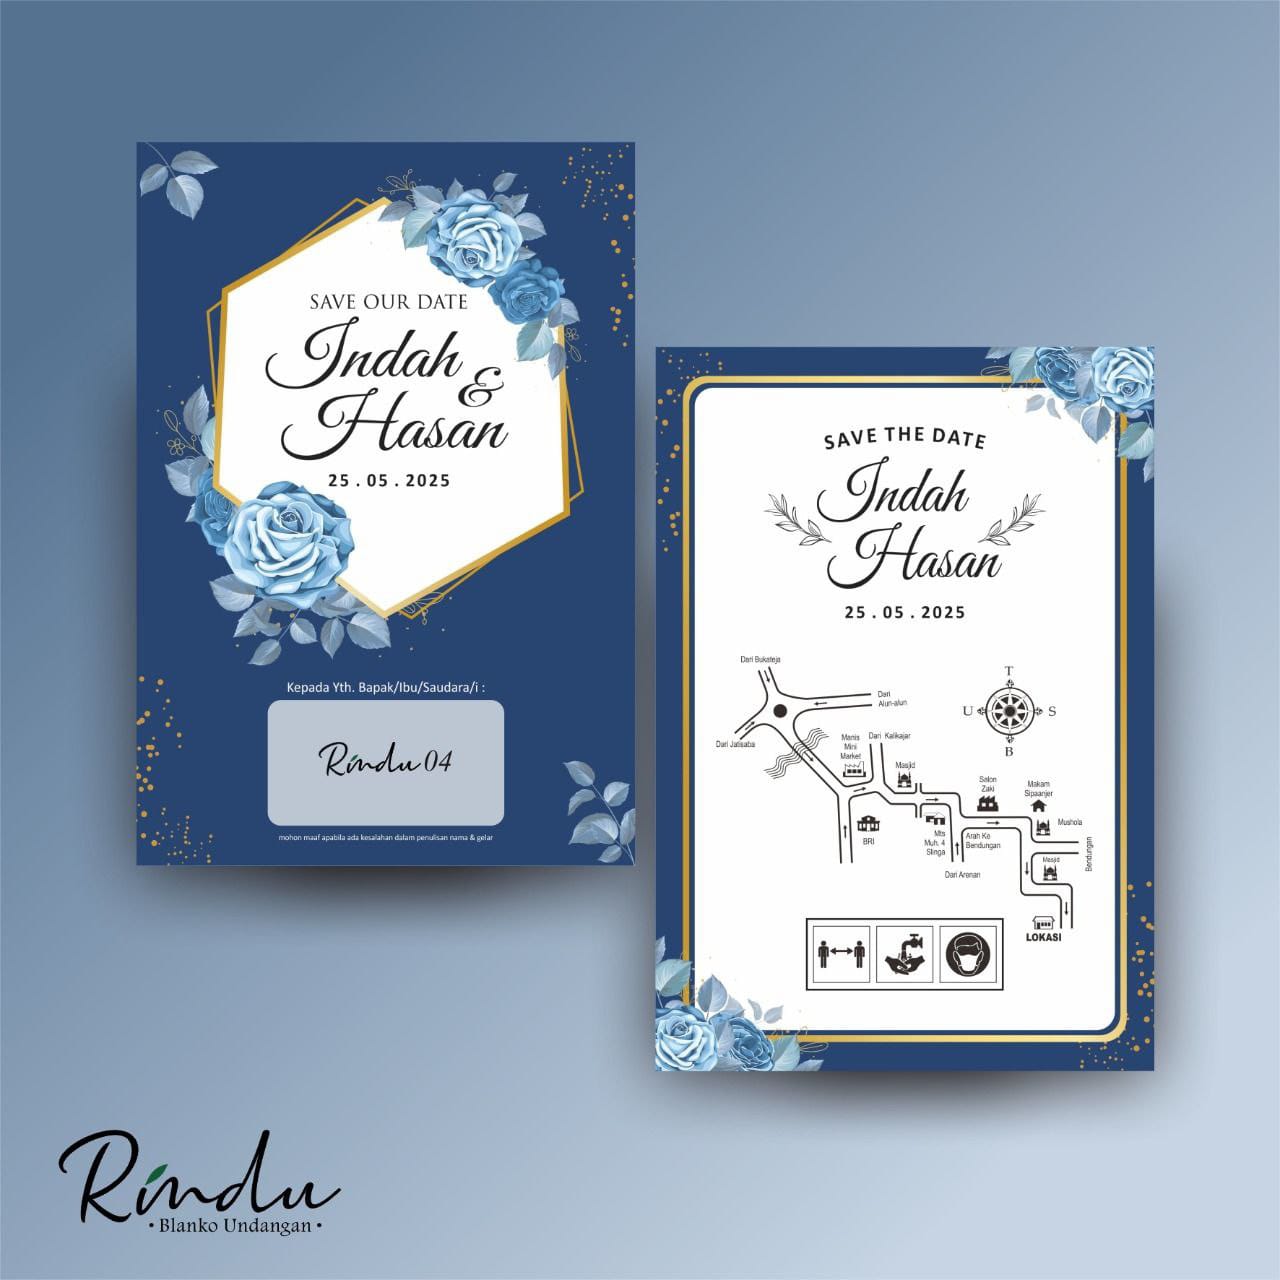 SAVE OUR DATE
Indah
&
Hasan
25 . 05 . 2025
Kepada Yth. Bapak/Ibu/Saudara/i :
Rindu 04
mohon maaf apabila ada kesalahan dalam penulisan nama & gelar
SAVE THE DATE
Indah
Hasan
25 . 05 . 2025
Dari Bukateja
Dari
Alun-alun
Dari Jatisaba
Manis
Mini
Market
Dari Kalikajar
Masjid
T
U
S
B
Salon
Zaki
Makam
Sipaanjer
Mushola
BRI
Mts
Muh. 4
Slinga
Arah Ke
Bendungan
Bendungan
Dari Arenan
Masjid
LOKASI
Rindu
• Blanko Undangan •